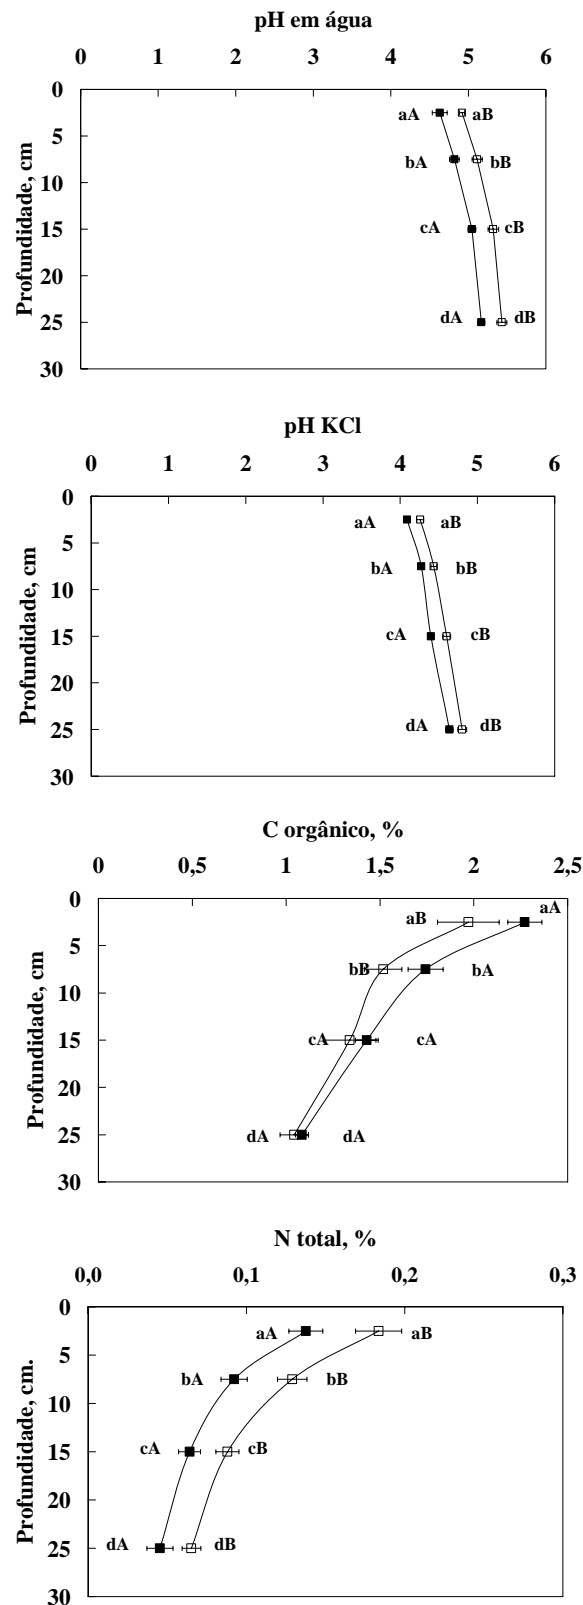 pH em água
0 1 2 3 4 5 6
Profundidade, cm
0
5
10
15
20
25
30
aA aB
bA bB
cA cB
dA dB
pH KCl
0 1 2 3 4 5 6
Profundidade, cm
0
5
10
15
20
25
30
aA aB
bA bB
cA cB
dA dB
C orgânico, %
0 0,5 1 1,5 2 2,5
Profundidade, cm
0
5
10
15
20
25
30
aB aA
bB bA
cA cA
dA dA
N total, %
0,0 0,1 0,2 0,3
Profundidade, cm.
0
5
10
15
20
25
30
aA aB
bA bB
cA cB
dA dB